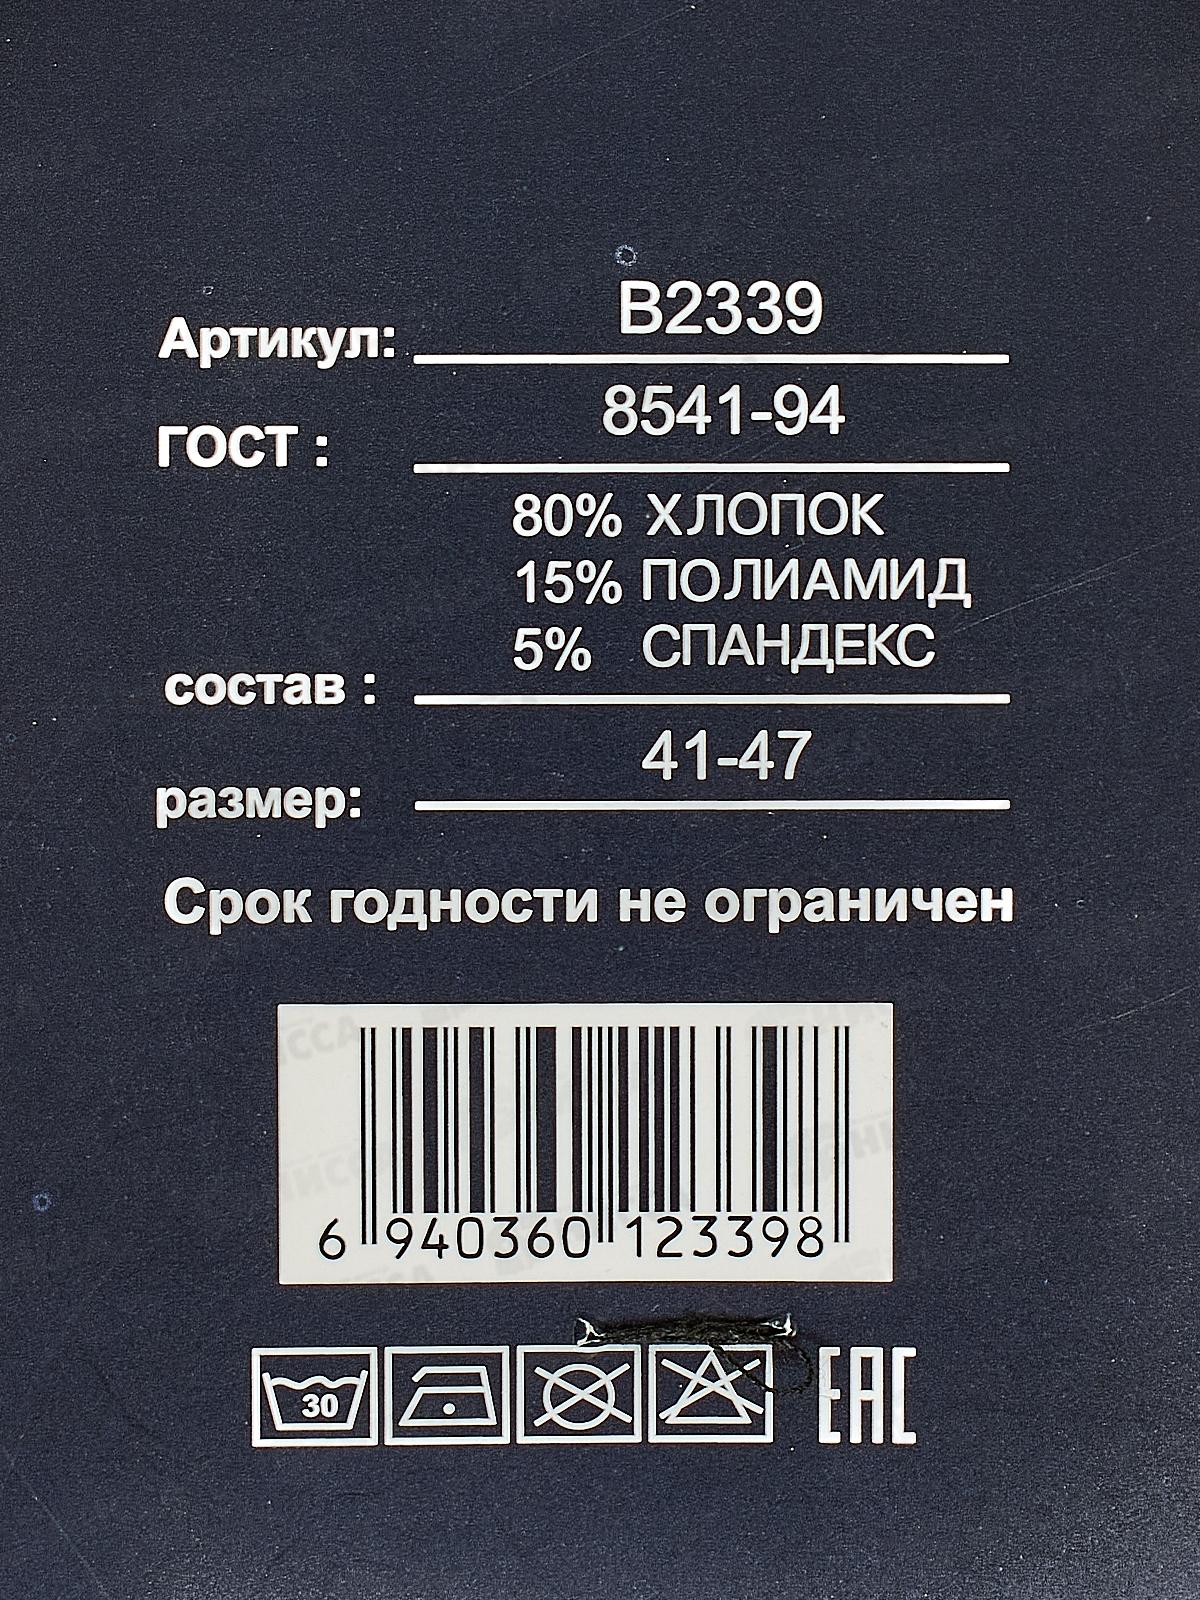 Артикул: B2339
ГОСТ : 8541-94
80% ХЛОПОК
15% ПОЛИАМИД
5% СПАНДЕКС
состав :
41-47
размер:
Срок годности не ограничен
6 940360 123398
30
EAC